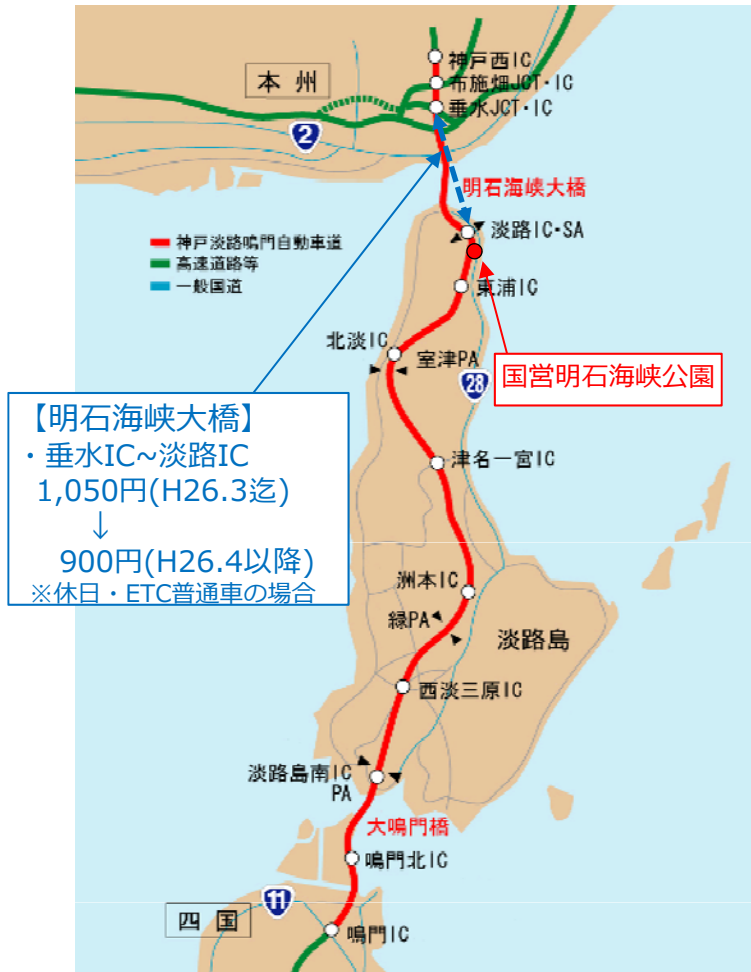 神戸西IC
本州
布施畑JCT・IC
垂水JCT・IC
2
明石海峡大橋
淡路IC・SA
神戸淡路鳴門自動車道
高速道路等
一般国道
東浦IC
北淡IC
室津PA
国営明石海峡公園
28
【明石海峡大橋】
・垂水IC~淡路IC
1,050円(H26.3迄)
↓
900円(H26.4以降)
※休日・ETC普通車の場合
津名一宮IC
洲本IC
緑PA
淡路島
西淡三原IC
淡路島南IC
PA
大鳴門橋
鳴門北IC
11
四国
鳴門IC